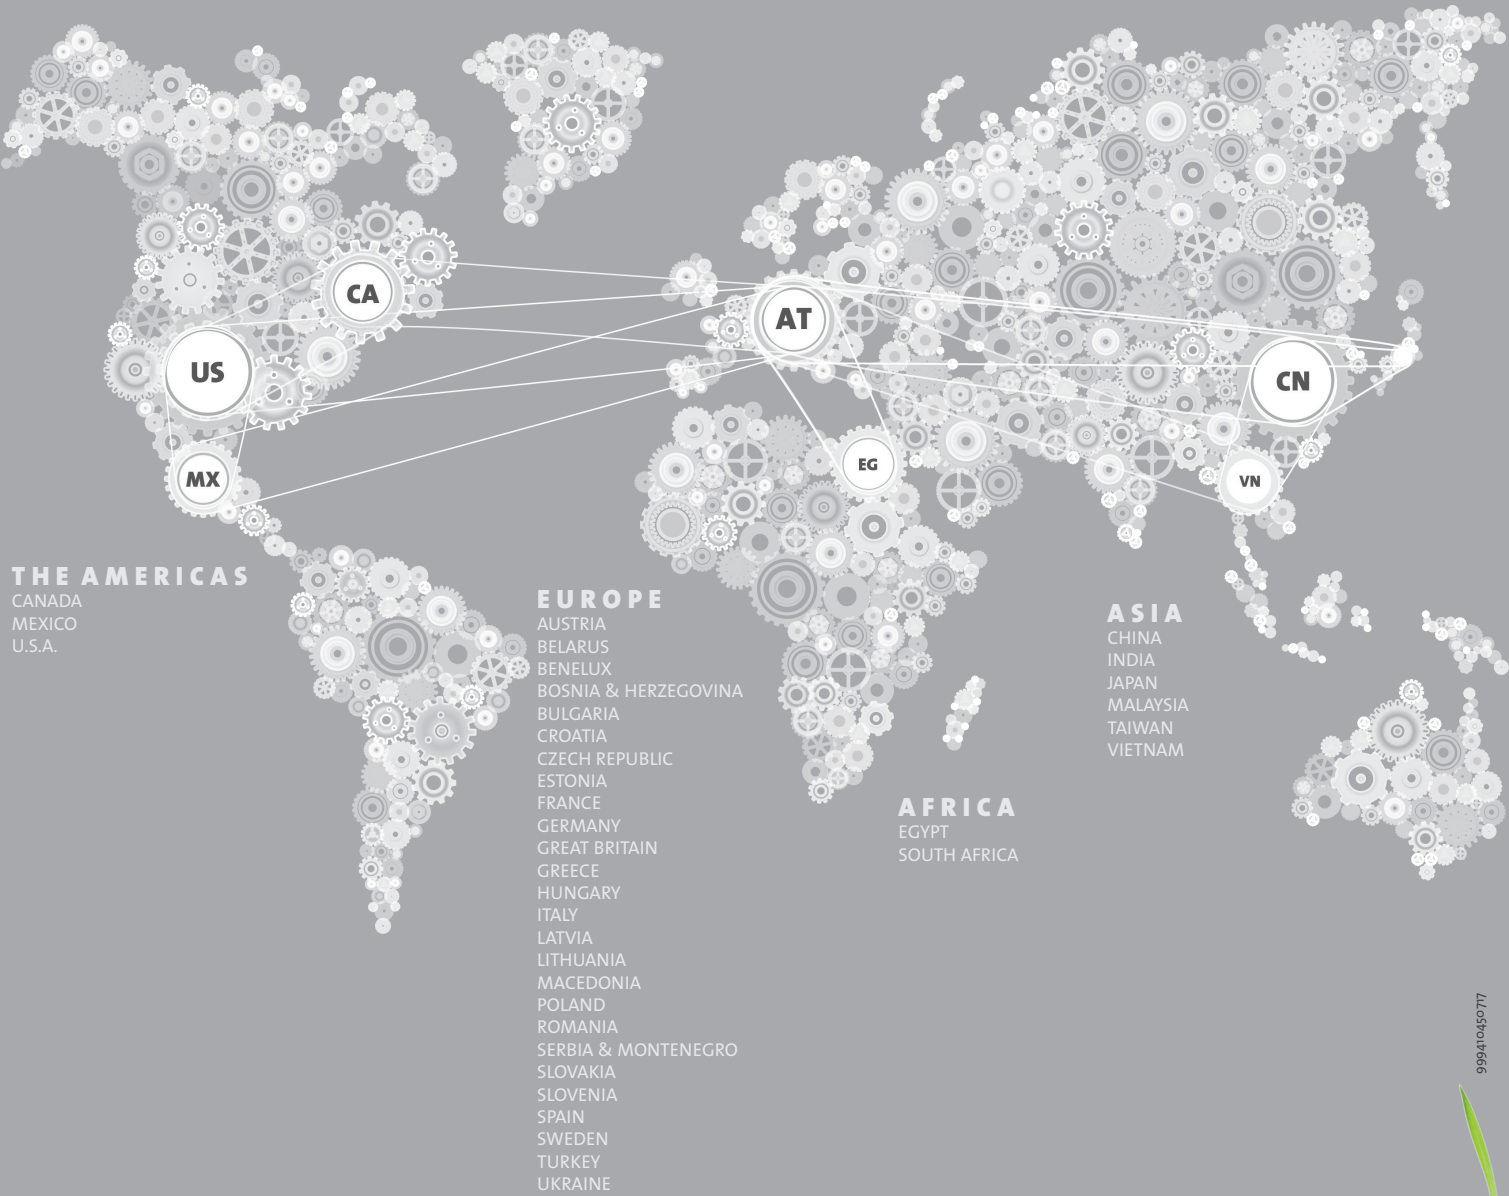 CA
AT
US
CN
MX
EG
VN
THE AMERICAS
CANADA
MEXICO
U.S.A.
EUROPE
AUSTRIA
BELARUS
BENELUX
BOSNIA & HERZEGOVINA
BULGARIA
CROATIA
CZECH REPUBLIC
ESTONIA
FRANCE
GERMANY
GREAT BRITAIN
GREECE
HUNGARY
ITALY
LATVIA
LITHUANIA
MACEDONIA
POLAND
ROMANIA
SERBIA & MONTENEGRO
SLOVAKIA
SLOVENIA
SPAIN
SWEDEN
TURKEY
UKRAINE
ASIA
CHINA
INDIA
JAPAN
MALAYSIA
TAIWAN
VIETNAM
AFRICA
EGYPT
SOUTH AFRICA
999410450717